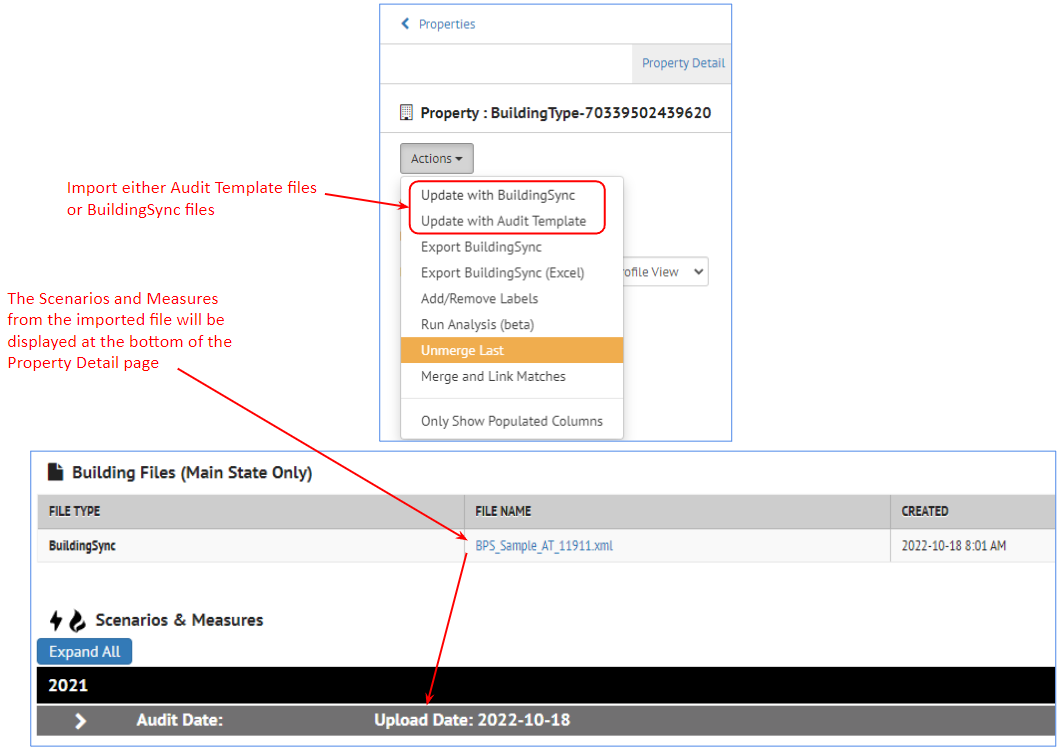 Properties
Property Detail
Property : BuildingType-70339502439620
Actions
Import either Audit Template files
or BuildingSync files
Update with BuildingSync
Update with Audit Template
Export BuildingSync
Export BuildingSync (Excel)
ofile View
Add/Remove Labels
Run Analysis (beta)
Unmerge Last
Merge and Link Matches
Only Show Populated Columns
The Scenarios and Measures
from the imported file will be
displayed at the bottom of the
Property Detail page
Building Files (Main State Only)
FILE TYPE FILE NAME CREATED
BuildingSync BPS_Sample_AT_11911.xml 2022-10-18 8:01 AM
Scenarios & Measures
Expand All
2021
Audit Date: Upload Date: 2022-10-18